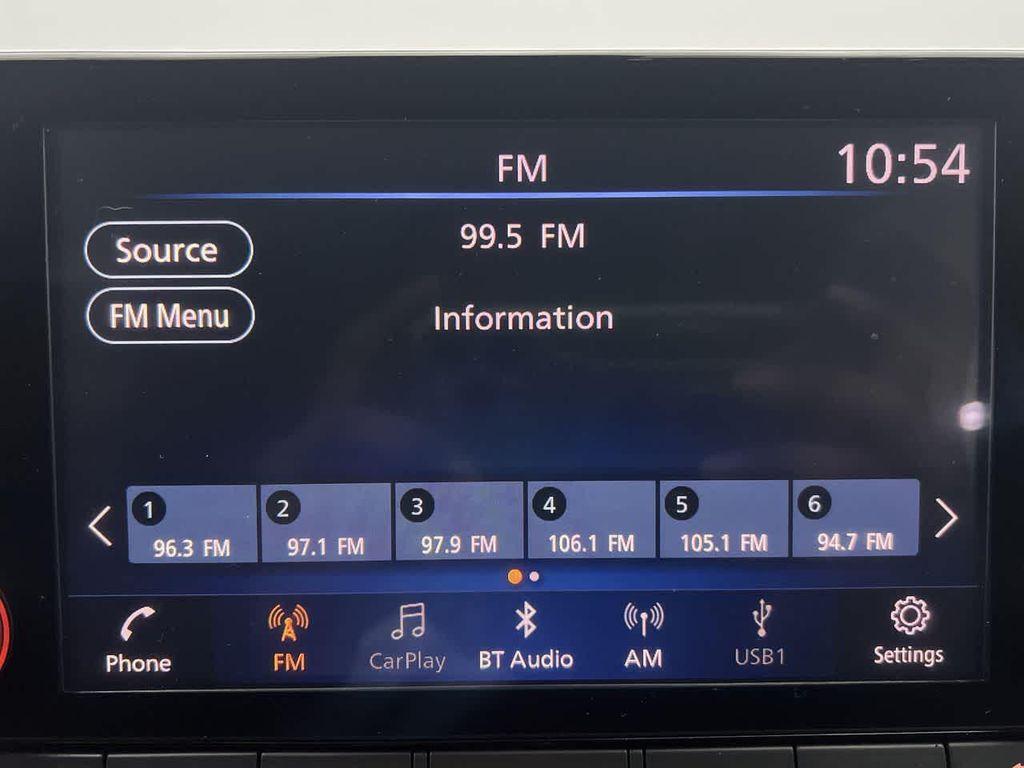 FM
10:54
Source
99.5 FM
FM Menu
Information
1
2
3
4
5
6
96.3 FM
97.1 FM
97.9 FM
106.1 FM
105.1 FM
94.7 FM
Phone
FM
CarPlay
BT Audio
AM
USB1
Settings